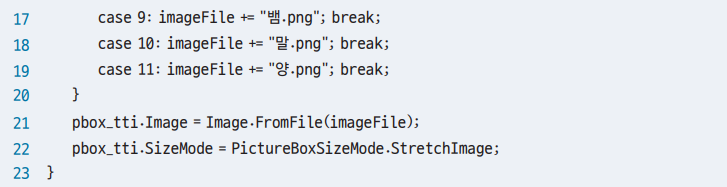 17 case 9: imageFile += "뱀.png"; break;
18 case 10: imageFile += "말.png"; break;
19 case 11: imageFile += "양.png"; break;
20 }
21 pbox_tti.Image = Image.FromFile(imageFile);
22 pbox_tti.SizeMode = PictureBoxSizeMode.StretchImage;
23 }